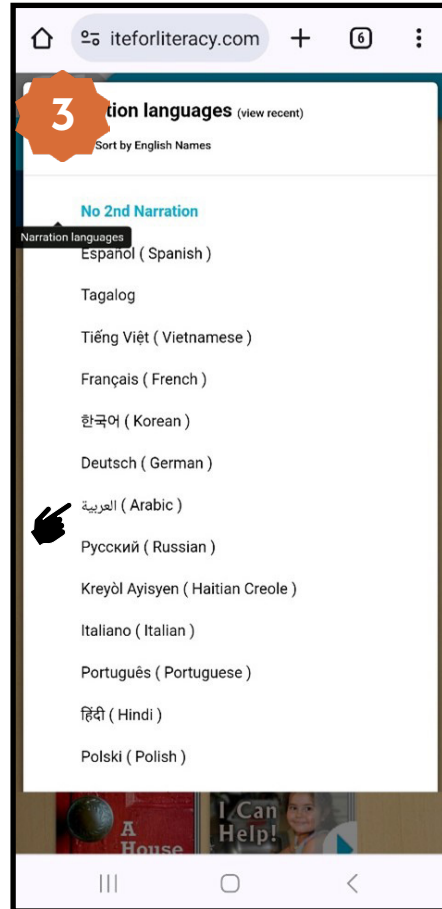 iteforliteracy.com
6
3
tion languages (view recent)
Sort by English Names
No 2nd Narration
Narration languages
Español ( Spanish )
Tagalog
Tiếng Việt ( Vietnamese )
Français ( French )
한국어 ( Korean )
Deutsch ( German )
العربية ( Arabic )
Русский ( Russian )
Kreyòl Ayisyen ( Haitian Creole )
Italiano ( Italian )
Português ( Portuguese )
हिंदी ( Hindi )
Polski ( Polish )
A
House
I Can
Help!